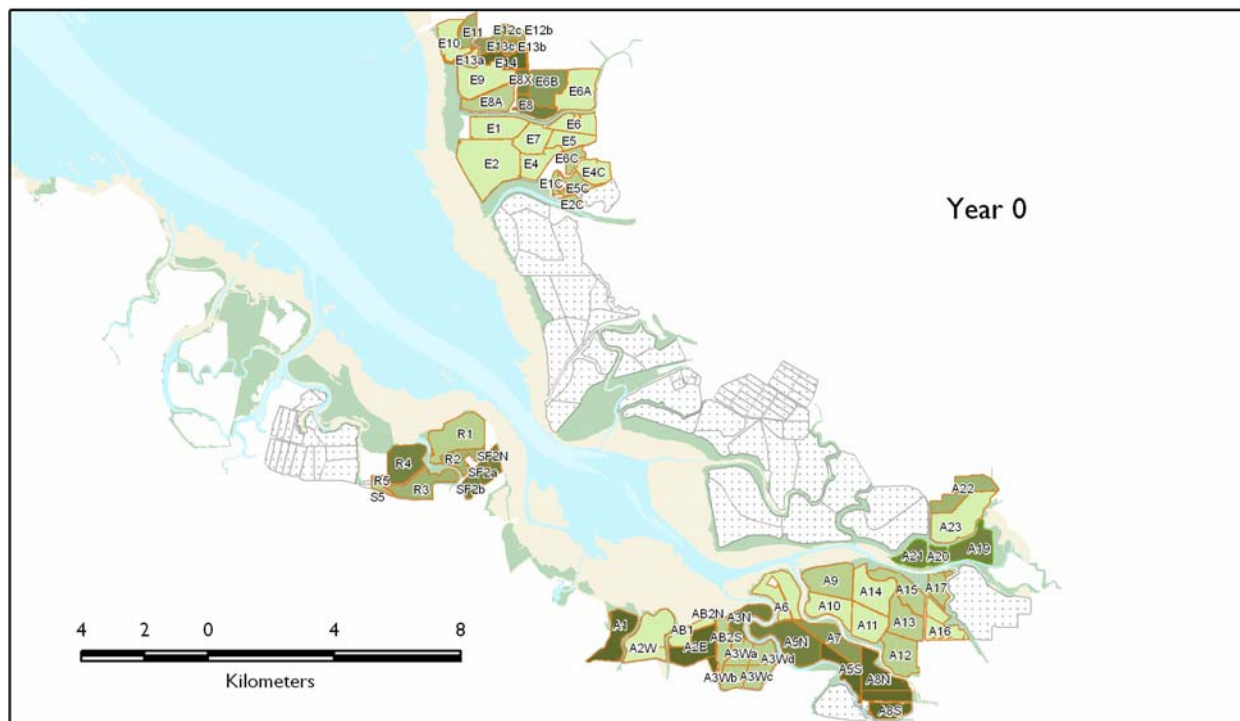 E10
E11
E12c E12b
E13c E13b
E13a
E14
E9
E8X
E6B
E6A
E8A
E8
E1
E7
E6
E5
E2
E4
E6C
E4C
E1C
E5C
E2C
Year 0
R1
R4
R2
SF2N
SF2a
R5
R3
SF2b
S5
A22
A23
A19
A21
A20
A9
A14
A15
A17
A6
A10
A11
A13
A16
AB2N
A3N
A1
AB1
AB2S
A5N
A7
A2W
A2E
A3Wa
A3Wd
A12
A3Wb
A3Wc
A5S
A8N
A8S
4 2 0 4 8
Kilometers